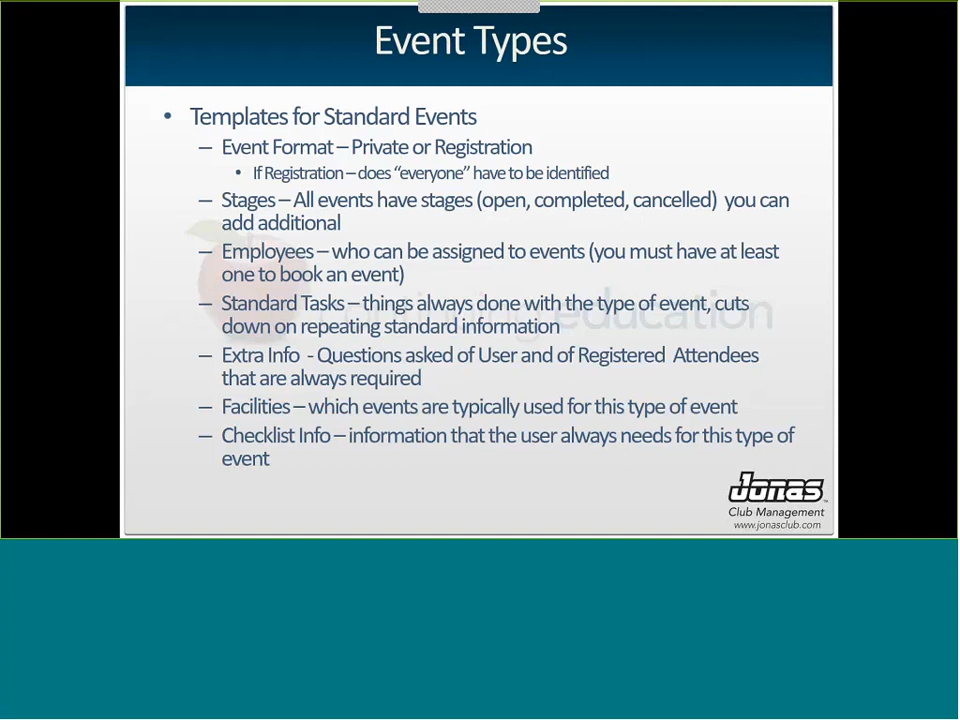 Event Types
• Templates for Standard Events
– Event Format – Private or Registration
• If Registration – does “everyone” have to be identified
– Stages – All events have stages (open, completed, cancelled) you can
add additional
– Employees – who can be assigned to events (you must have at least
one to book an event)
– Standard Tasks – things always done with the type of event, cuts
down on repeating standard information
– Extra Info - Questions asked of User and of Registered Attendees
that are always required
– Facilities – which events are typically used for this type of event
– Checklist Info – information that the user always needs for this type of
event
education
Jonas
Club Management
www.jonasclub.com